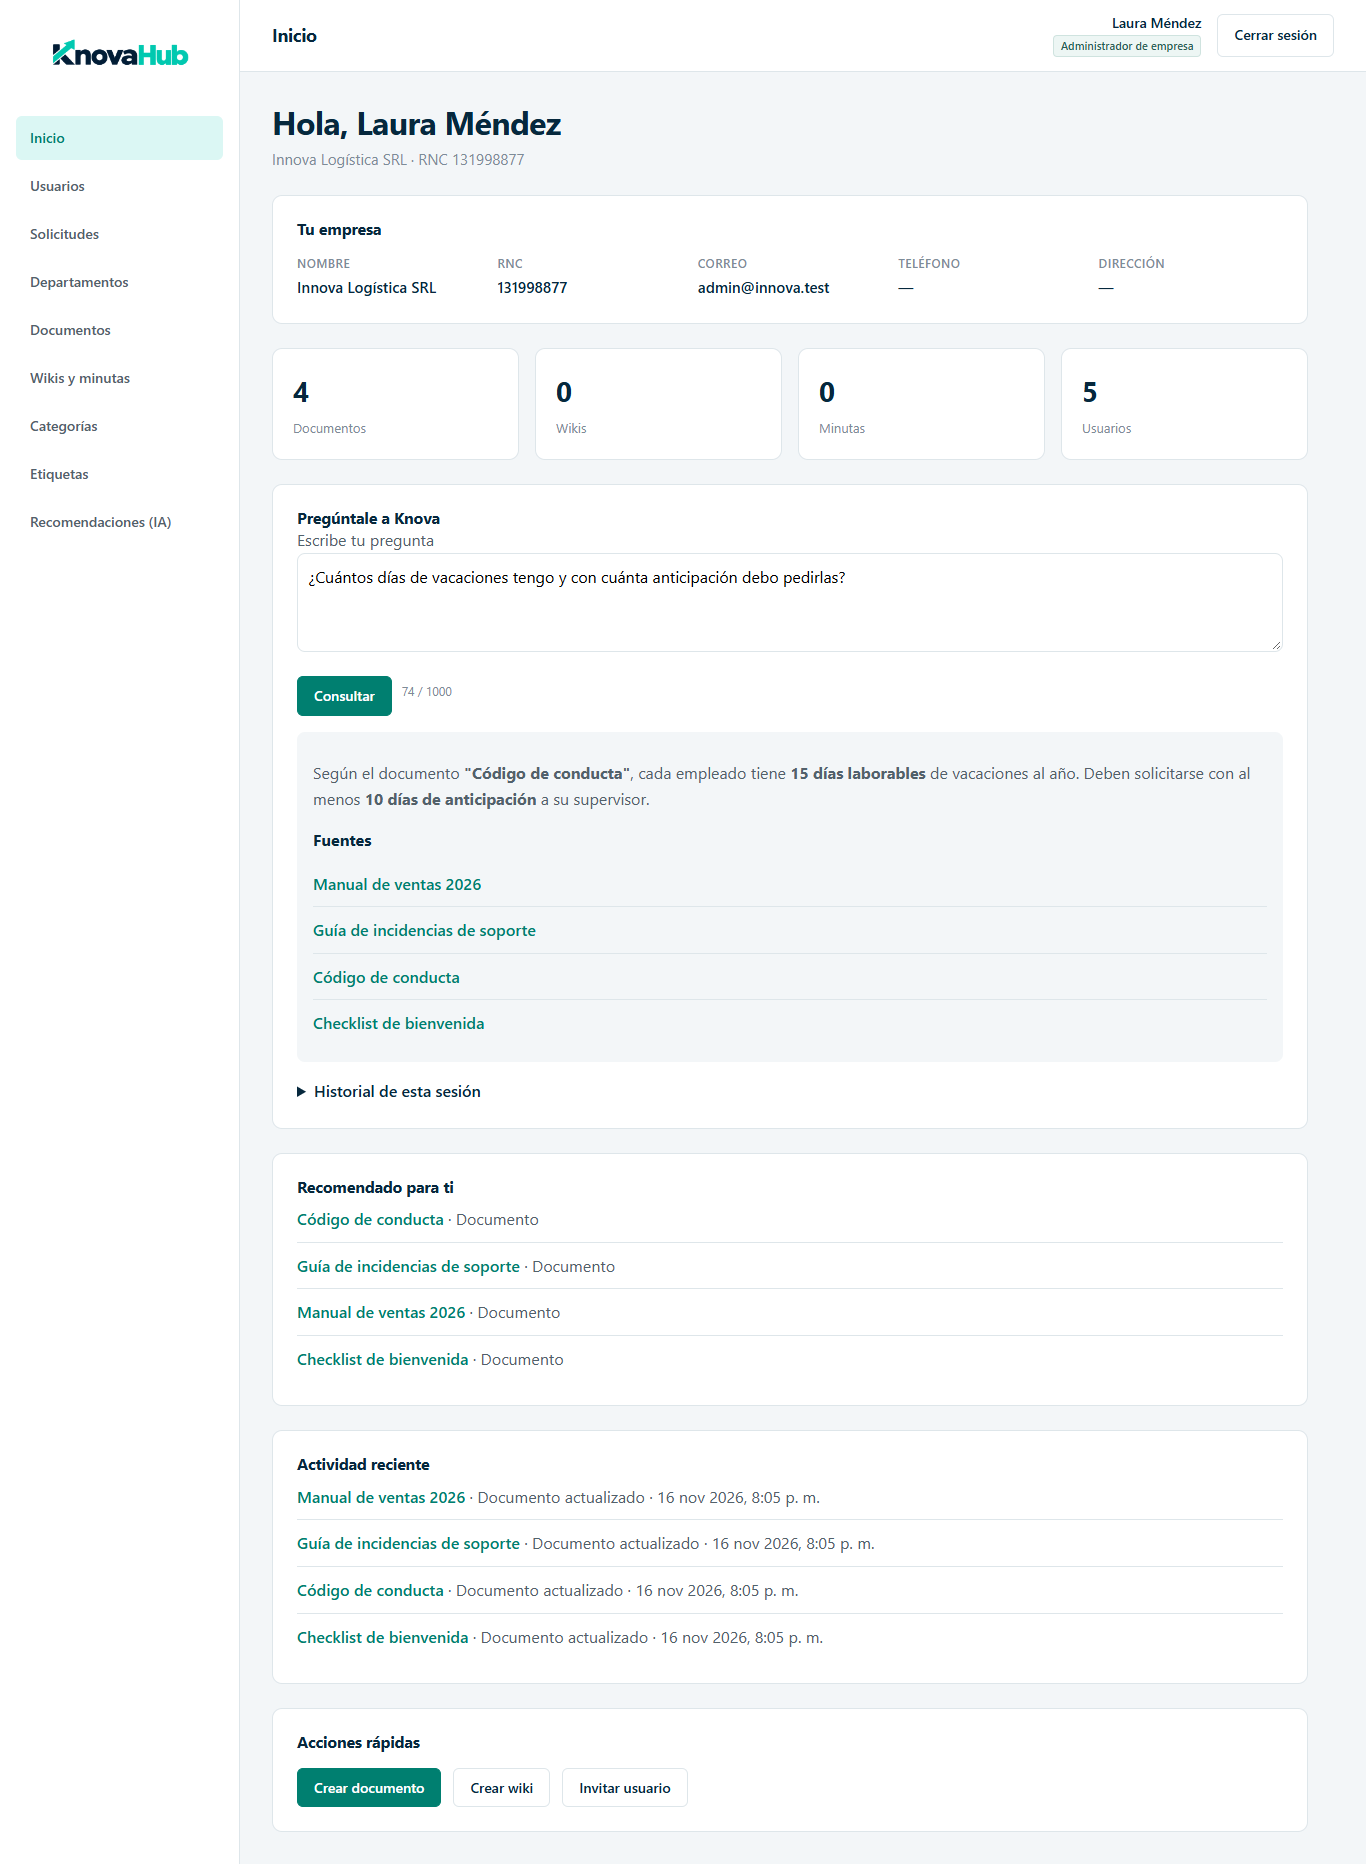 KnovaHub
Inicio
Usuarios
Solicitudes
Departamentos
Documentos
Wikis y minutas
Categorías
Etiquetas
Recomendaciones (IA)
Inicio
Laura Méndez
Administrador de empresa
Cerrar sesión
Hola, Laura Méndez
Innova Logística SRL · RNC 131998877
Tu empresa
NOMBRE
Innova Logística SRL
RNC
131998877
CORREO
admin@innova.test
TELÉFONO
—
DIRECCIÓN
—
4
Documentos
0
Wikis
0
Minutas
5
Usuarios
Pregúntale a Knova
Escribe tu pregunta
¿Cuántos días de vacaciones tengo y con cuánta anticipación debo pedirlas?
Consultar
74 / 1000
Según el documento "Código de conducta", cada empleado tiene 15 días laborables de vacaciones al año. Deben solicitarse con al
menos 10 días de anticipación a su supervisor.
Fuentes
Manual de ventas 2026
Guía de incidencias de soporte
Código de conducta
Checklist de bienvenida
Historial de esta sesión
Recomendado para ti
Código de conducta · Documento
Guía de incidencias de soporte · Documento
Manual de ventas 2026 · Documento
Checklist de bienvenida · Documento
Actividad reciente
Manual de ventas 2026 · Documento actualizado · 16 nov 2026, 8:05 p. m.
Guía de incidencias de soporte · Documento actualizado · 16 nov 2026, 8:05 p. m.
Código de conducta · Documento actualizado · 16 nov 2026, 8:05 p. m.
Checklist de bienvenida · Documento actualizado · 16 nov 2026, 8:05 p. m.
Acciones rápidas
Crear documento
Crear wiki
Invitar usuario